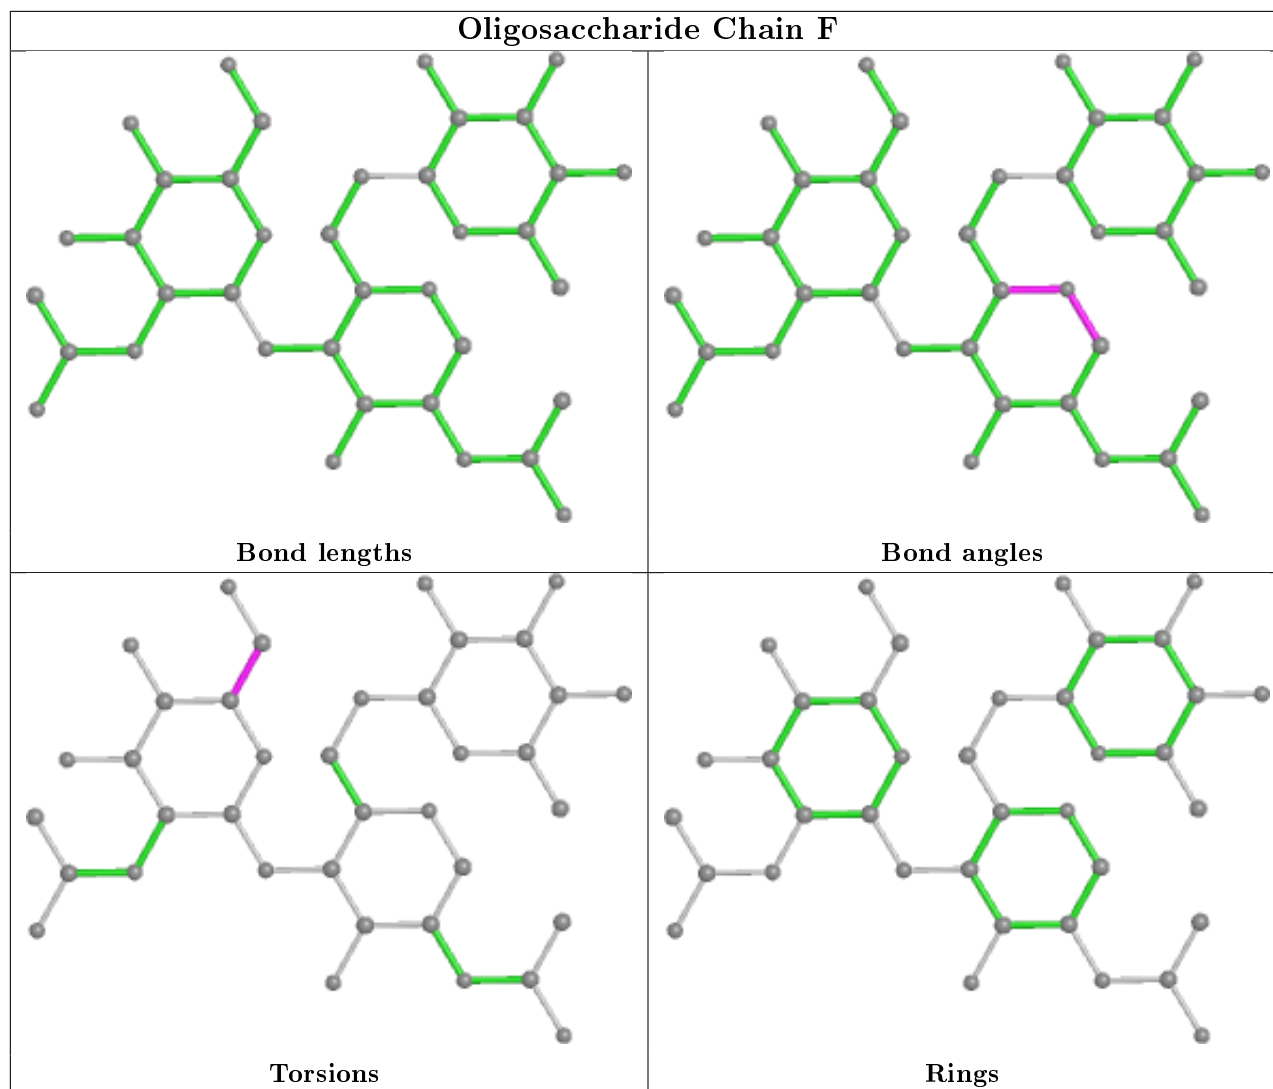 Oligosaccharide Chain F
Bond lengths
Bond angles
Torsions
Rings